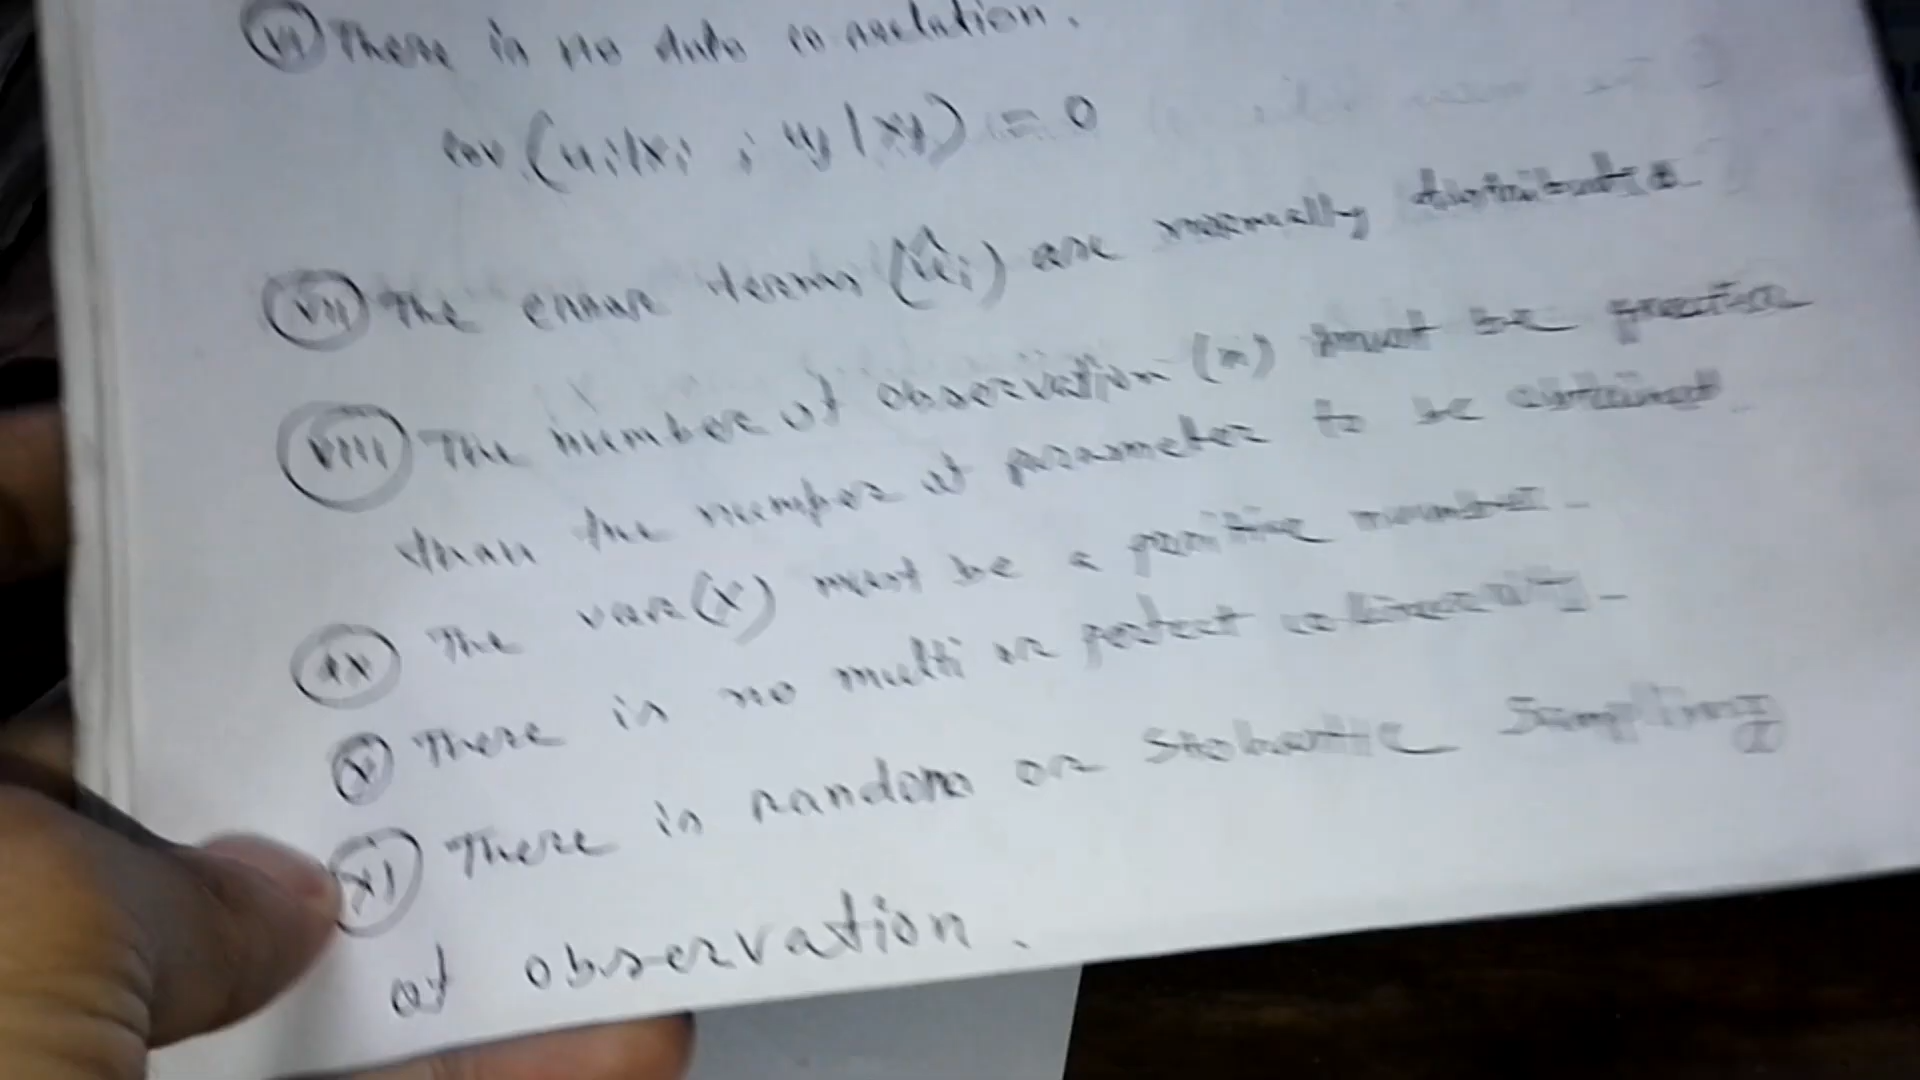 (vi) There is no auto correlation.
cov (ui|xi ; uj|xj) = 0
(vii) The error terms (ûi) are normally distributed.
(viii) The number of observation (n) must be greater
than the number of parameter to be
(ix) The var(x) must be a positive number.
(x) There is no multi or perfect collinearity.
(xi) There is random or Stochastic Sampling
of observation.